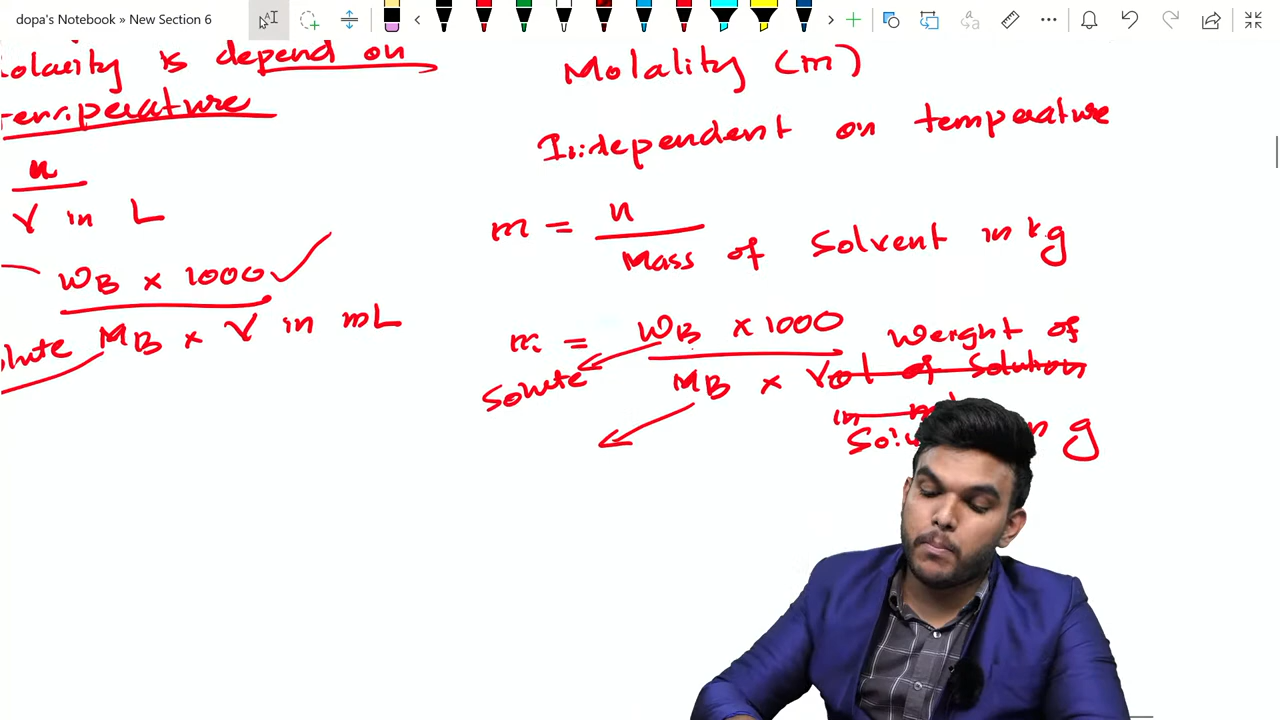 dopa's Notebook » New Section 6
olarity is depend on
temperature
n
V in L
WB x 1000
MB x V in mL
lute
Molality (m)
Independent on temperature
m = n
Mass of Solvent in kg
m = WB x 1000
MB x Vol of Solution
in
Weight of
in g
Solute